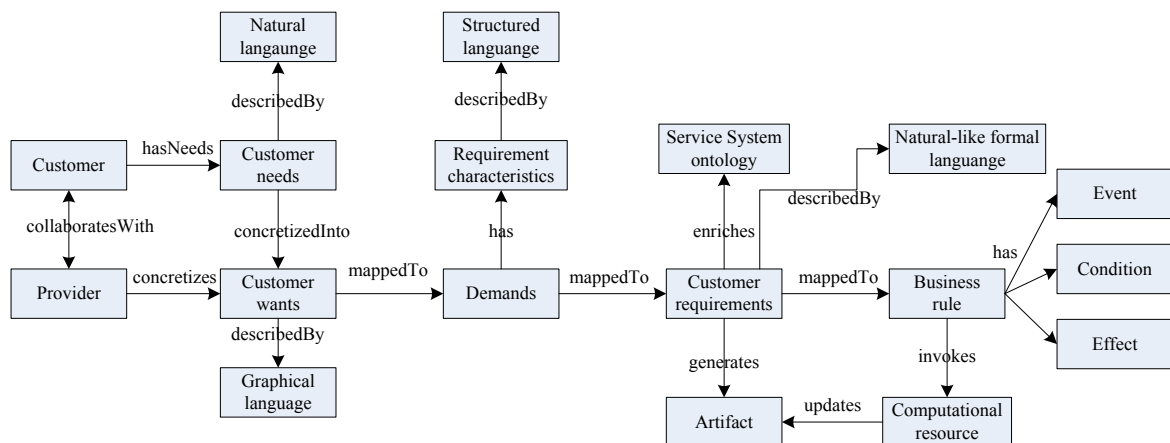 Natural
langaunge
Structured
languange
describedBy
describedBy
Service System
ontology
Natural-like formal
languange
Customer
hasNeeds
Customer
needs
Requirement
characteristics
describedBy
Event
collaboratesWith
concretizedInto
has
enriches
has
Provider
concretizes
Customer
wants
mappedTo
Demands
mappedTo
Customer
requirements
mappedTo
Business
rule
Condition
describedBy
generates
invokes
Effect
Graphical
language
Artifact
updates
Computational
resource